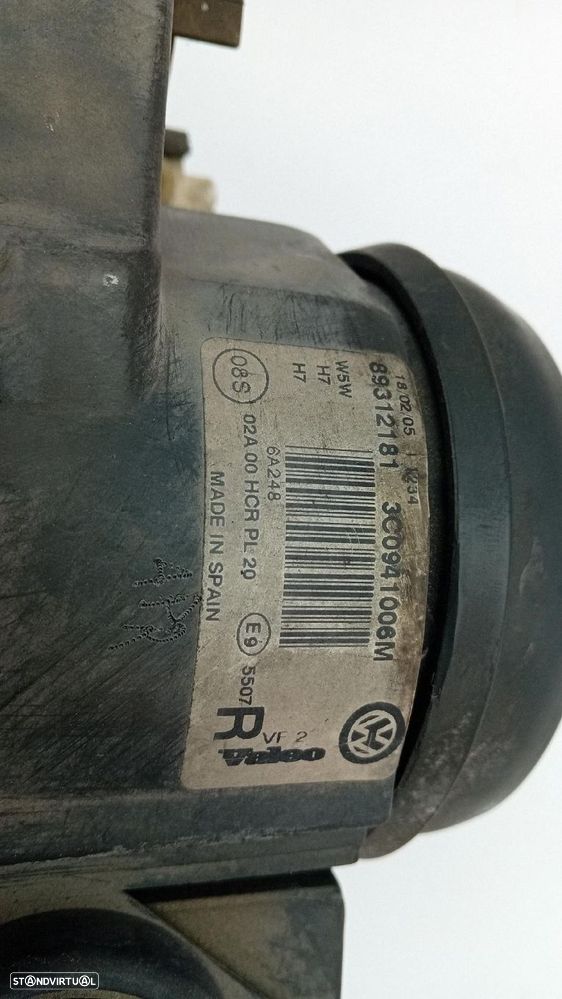 18/02/05 1234
89312181 3C0941006M
W5W
H7
H7
6A248
08S 02A 00 HCR PL 20 E9 5507
MADE IN SPAIN
R
VF 2
Valeo
STANDVIRTUAL